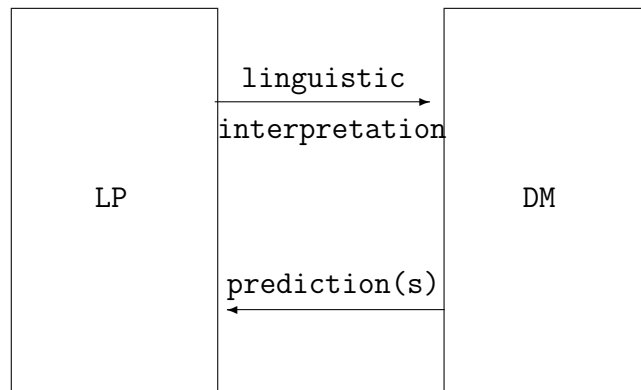 linguistic
interpretation
LP
DM
prediction(s)